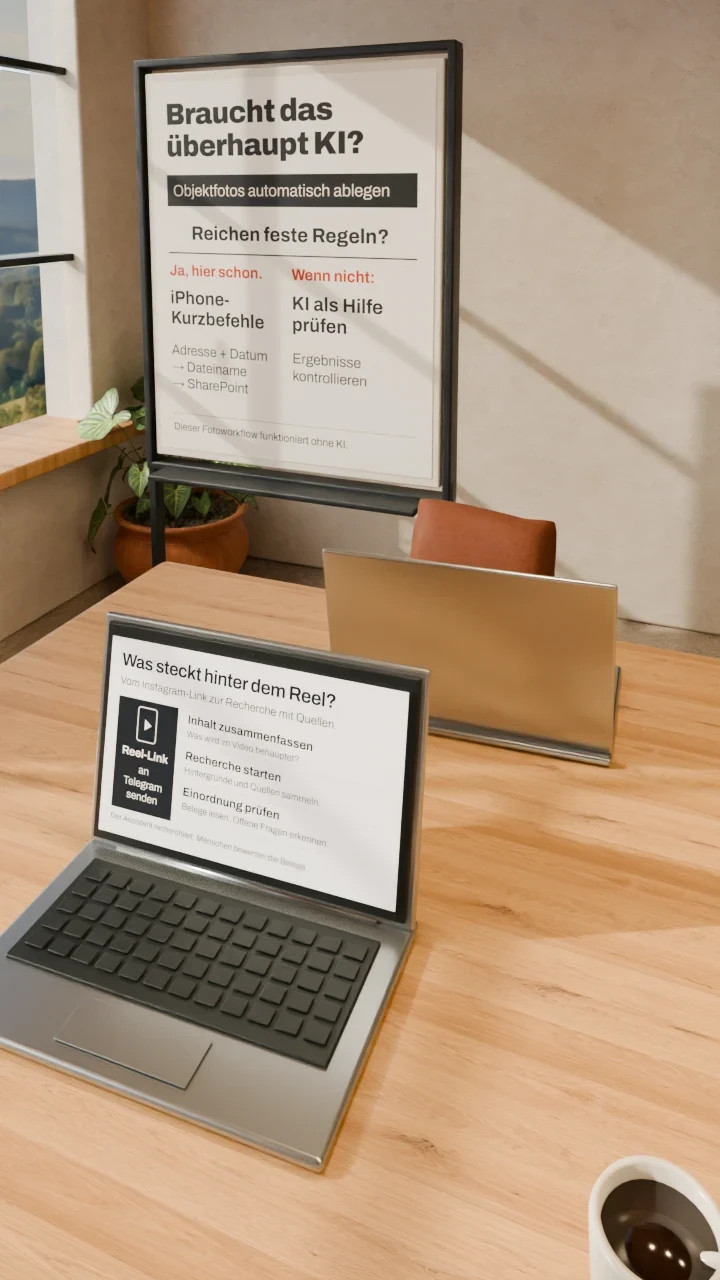 Braucht das
überhaupt KI?
Objektfotos automatisch ablegen
Reichen feste Regeln?
Ja, hier schon.
iPhone-
Kurzbefehle
Adresse + Datum
→ Dateiname
→ SharePoint
Wenn nicht:
KI als Hilfe
prüfen
Ergebnisse
kontrollieren
Dieser Fotoworkflow funktioniert ohne KI.
Was steckt hinter dem Reel?
Vom Instagram-Link zur Recherche mit Quellen.
Reel-Link
an
Telegram
senden
Inhalt zusammenfassen
Was wird im Video behauptet?
Recherche starten
Hintergründe und Quellen sammeln.
Einordnung prüfen
Belege lesen. Offene Fragen erkennen.
Der Assistent recherchiert. Menschen bewerten die Belege.